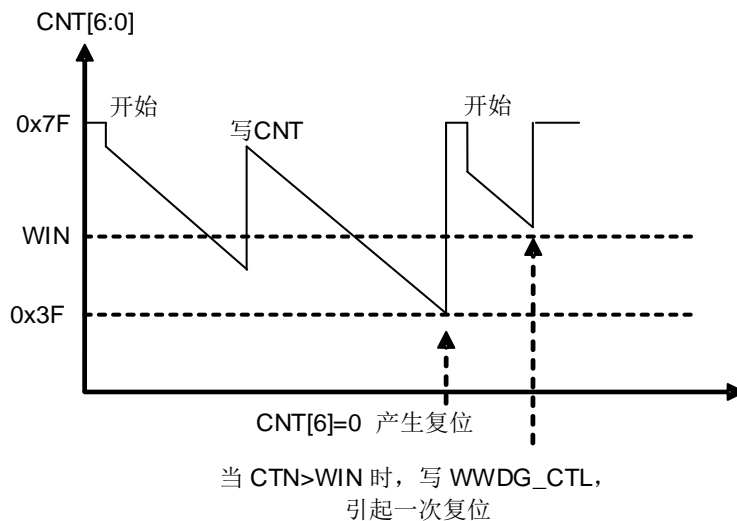 CNT[6:0]
开始
开始
0x7F
写CNT
WIN
0x3F
CNT[6]=0 产生复位
当 CTN>WIN 时，写 WWDG_CTL，
引起一次复位